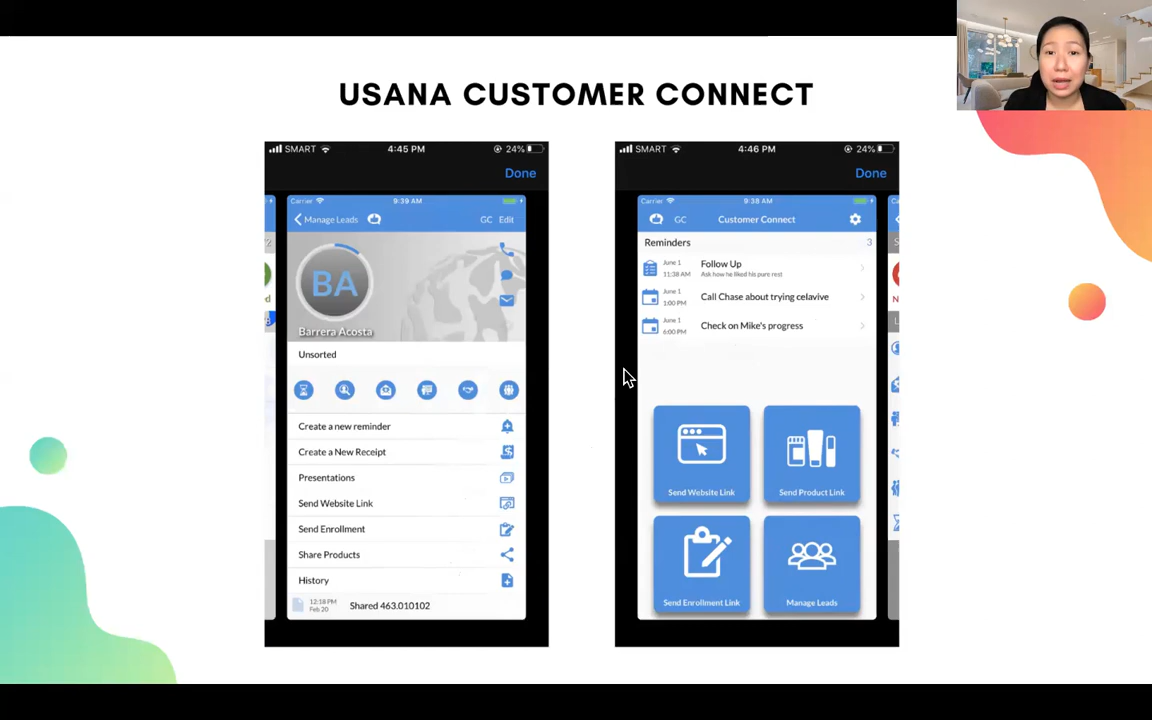 USANA CUSTOMER CONNECT
SMART 4:45 PM 24%
Done
Carrier 9:39 AM
Manage Leads GC Edit
BA
Barrera Acosta
Unsorted
Create a new reminder
Create a New Receipt
Presentations
Send Website Link
Send Enrollment
Share Products
History
12:18 PM
Feb 20
Shared 463.010102
SMART 4:46 PM 24%
Done
Carrier 9:38 AM
GC Customer Connect
Reminders 3
June 1
11:38 AM
Follow Up
Ask how he liked his pure rest
June 1
1:00 PM
Call Chase about trying celavive
June 1
6:00 PM
Check on Mike's progress
Send Website Link
Send Product Link
Send Enrollment Link
Manage Leads